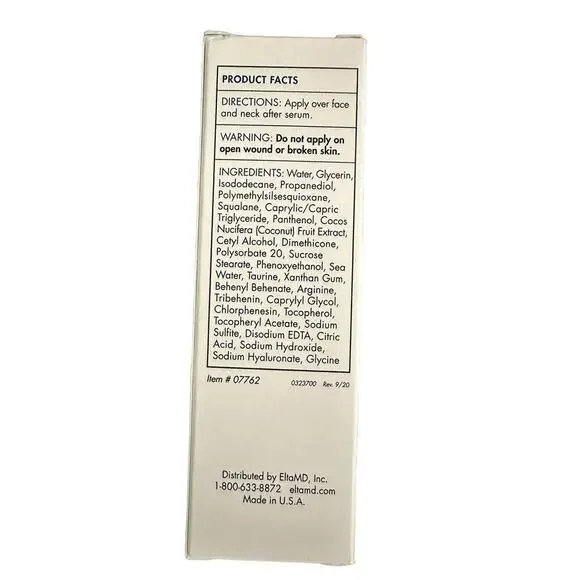 PRODUCT FACTS
DIRECTIONS: Apply over face
and neck after serum.
WARNING: Do not apply on
open wound or broken skin.
INGREDIENTS: Water, Glycerin,
Isododecane, Propanediol,
Polymethylsilsesquioxane,
Squalane, Caprylic/Capric
Triglyceride, Panthenol, Cocos
Nucifera (Coconut) Fruit Extract,
Cetyl Alcohol, Dimethicone,
Polysorbate 20, Sucrose
Stearate, Phenoxyethanol, Sea
Water, Taurine, Xanthan Gum,
Behenyl Behenate, Arginine,
Tribehenin, Caprylyl Glycol,
Chlorphenesin, Tocopherol,
Tocopheryl Acetate, Sodium
Sulfite, Disodium EDTA, Citric
Acid, Sodium Hydroxide,
Sodium Hyaluronate, Glycine
Item # 07762 0323700 Rev. 9/20
Distributed by EltaMD, Inc.
1-800-633-8872 eltamd.com
Made in U.S.A.